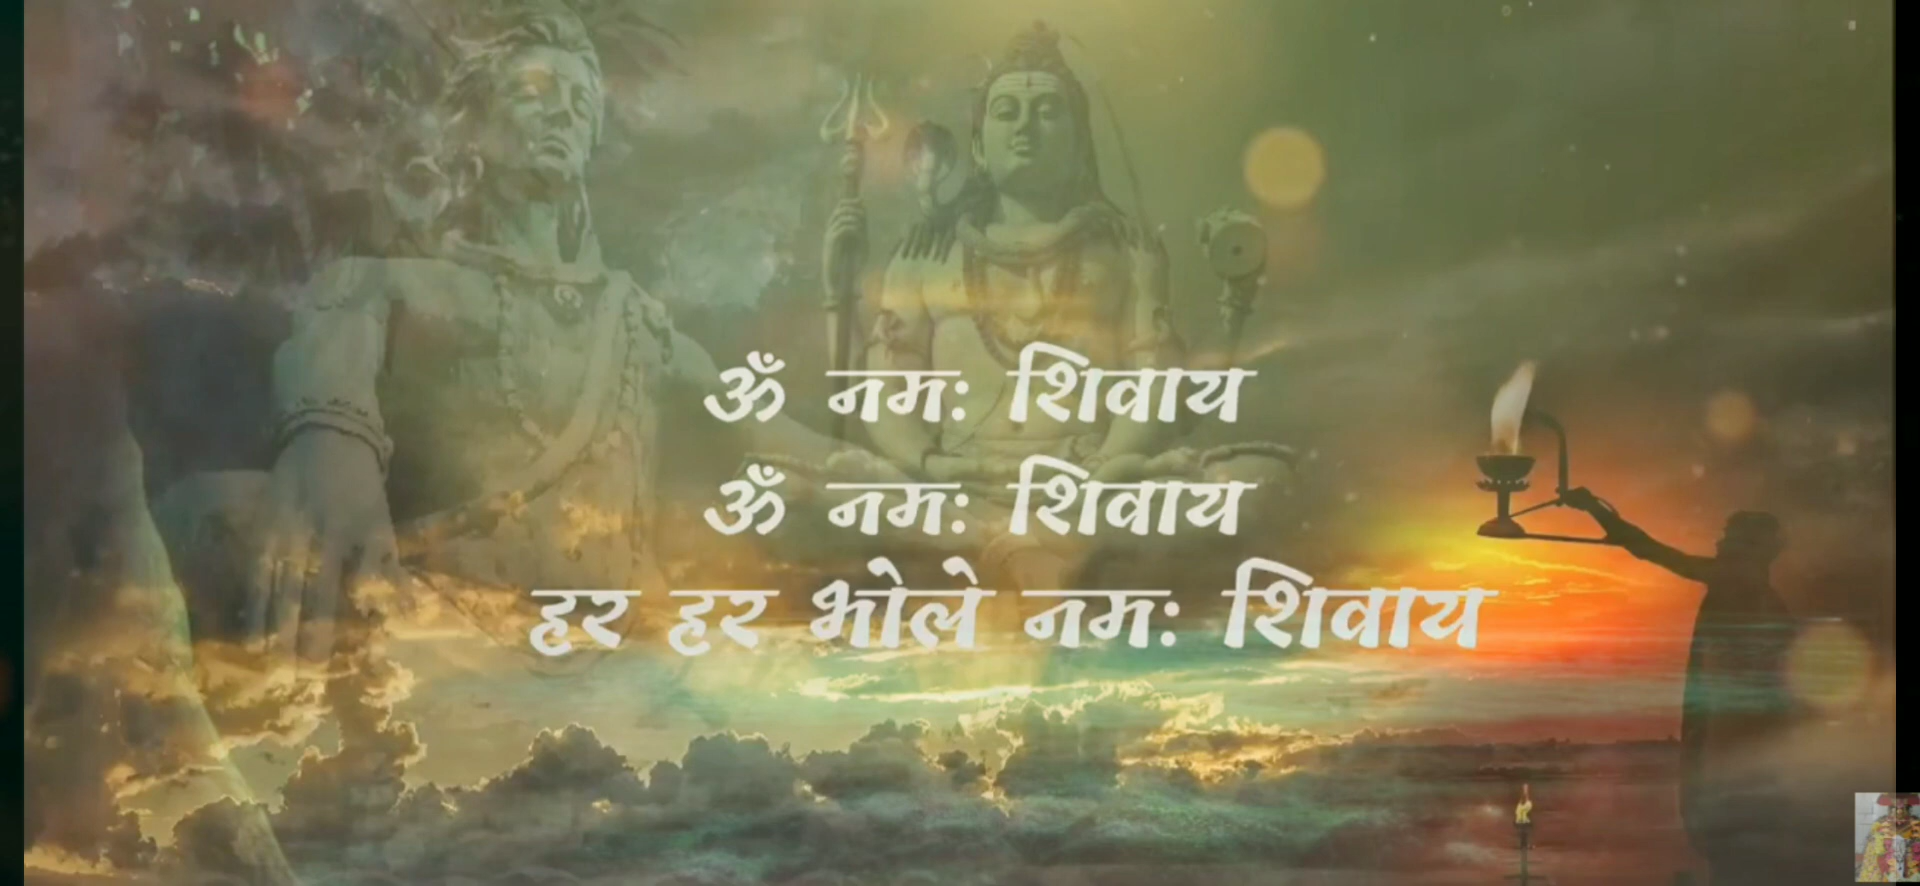 ॐ नमः शिवाय
ॐ नमः शिवाय
हर हर भोले नमः शिवाय